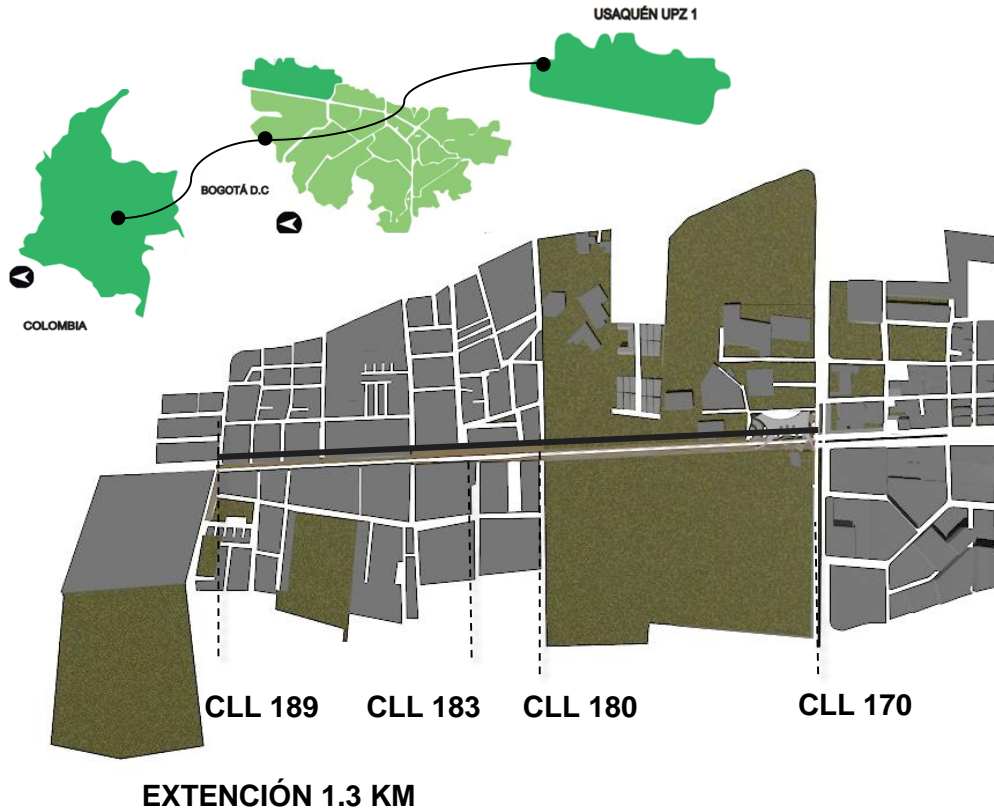 USAQUÉN UPZ 1
BOGOTÁ D.C
COLOMBIA
CLL 189
CLL 183
CLL 180
CLL 170
EXTENCIÓN 1.3 KM